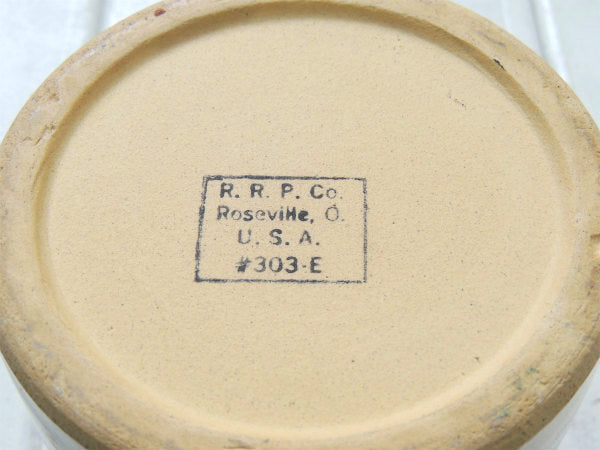 R. R. P. Co.
Roseville, O.
U. S. A.
#303-E